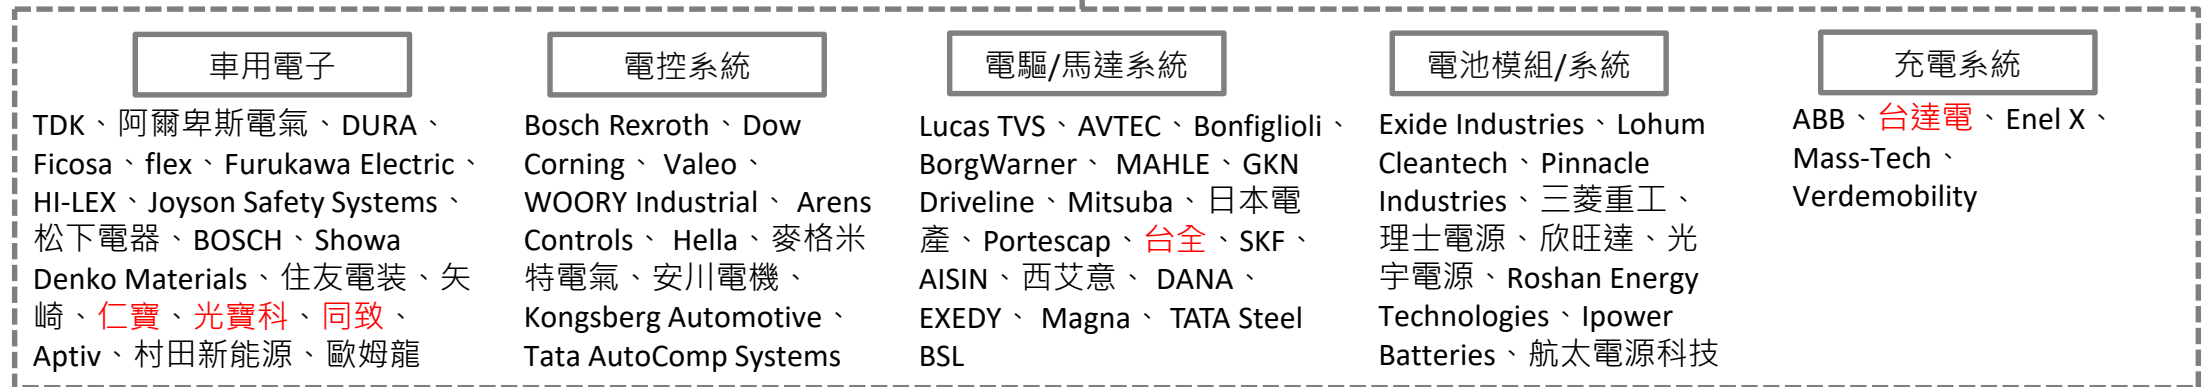 車用電子
TDK、阿爾卑斯電氣、DURA、
Ficosa、flex、Furukawa Electric、
HI-LEX、Joyson Safety Systems、
松下電器、BOSCH、Showa
Denko Materials、住友電装、矢
崎、仁寶、光寶科、同致、
Aptiv、村田新能源、歐姆龍
電控系統
Bosch Rexroth、Dow
Corning、 Valeo、
WOORY Industrial、 Arens
Controls、 Hella、麥格米
特電氣、安川電機、
Kongsberg Automotive、
Tata AutoComp Systems
電驅/馬達系統
Lucas TVS、AVTEC、Bonfiglioli、
BorgWarner、 MAHLE、GKN
Driveline、Mitsuba、日本電
產、Portescap、台全、SKF、
AISIN、西艾意、 DANA、
EXEDY、 Magna、 TATA Steel
BSL
電池模組/系統
Exide Industries、Lohum
Cleantech、Pinnacle
Industries、三菱重工、
理士電源、欣旺達、光
宇電源、Roshan Energy
Technologies、Ipower
Batteries、航太電源科技
充電系統
ABB、台達電、Enel X、
Mass-Tech、
Verdemobility